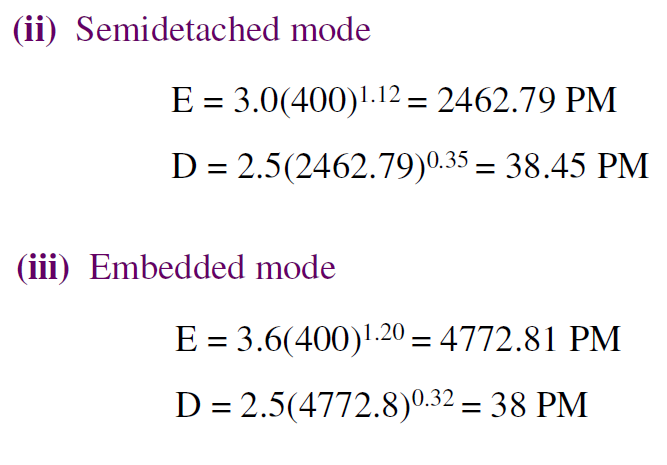 (ii) Semidetached mode
E = 3.0(400)^1.12 = 2462.79 PM
D = 2.5(2462.79)^0.35 = 38.45 PM
(iii) Embedded mode
E = 3.6(400)^1.20 = 4772.81 PM
D = 2.5(4772.8)^0.32 = 38 PM